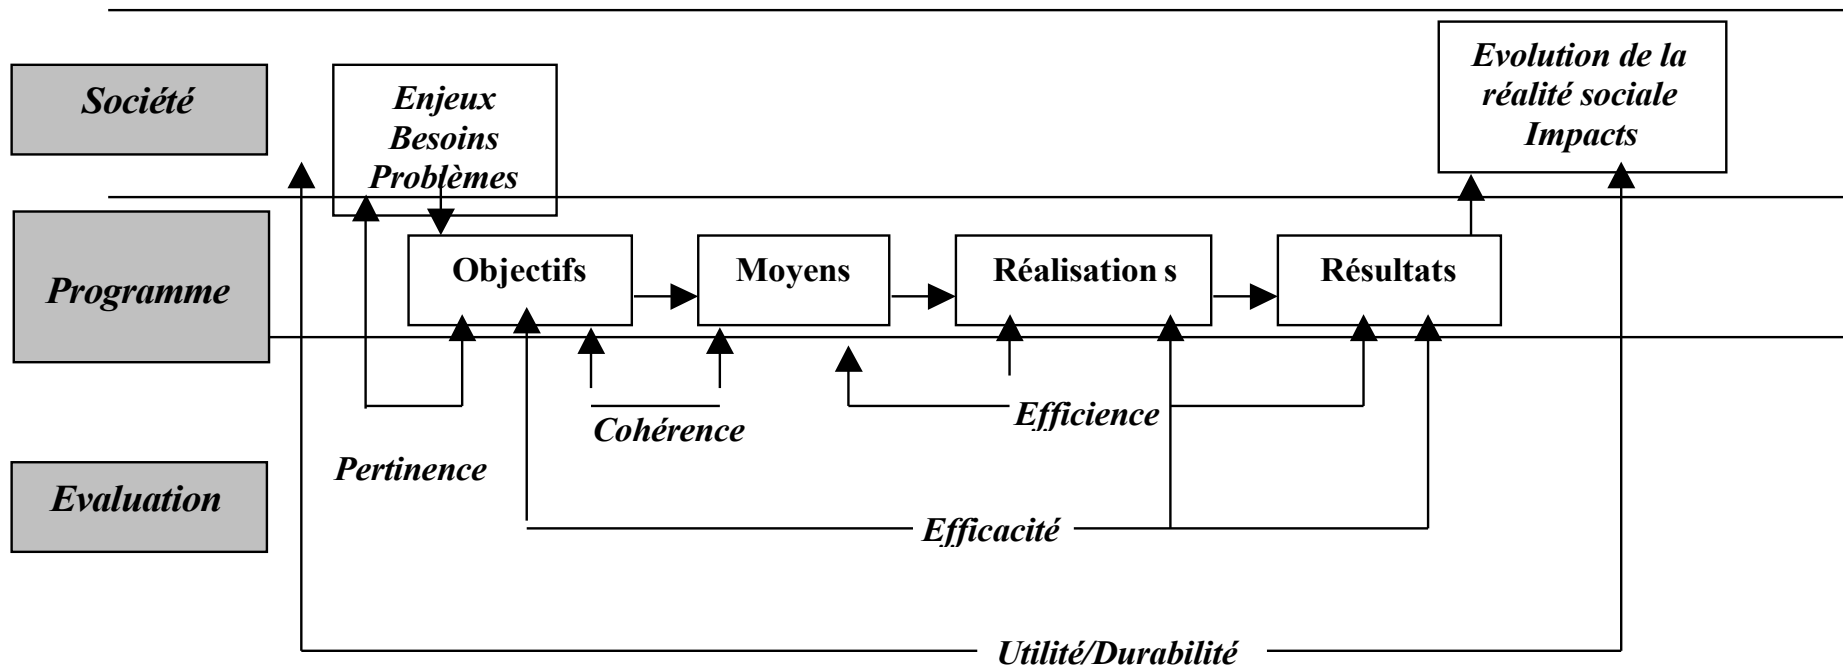 Evolution de la
réalité sociale
Impacts
Société
Enjeux
Besoins
Problèmes
Programme
Objectifs
Moyens
Réalisation s
Résultats
Efficience
Cohérence
Pertinence
Evaluation
Efficacité
Utilité/Durabilité